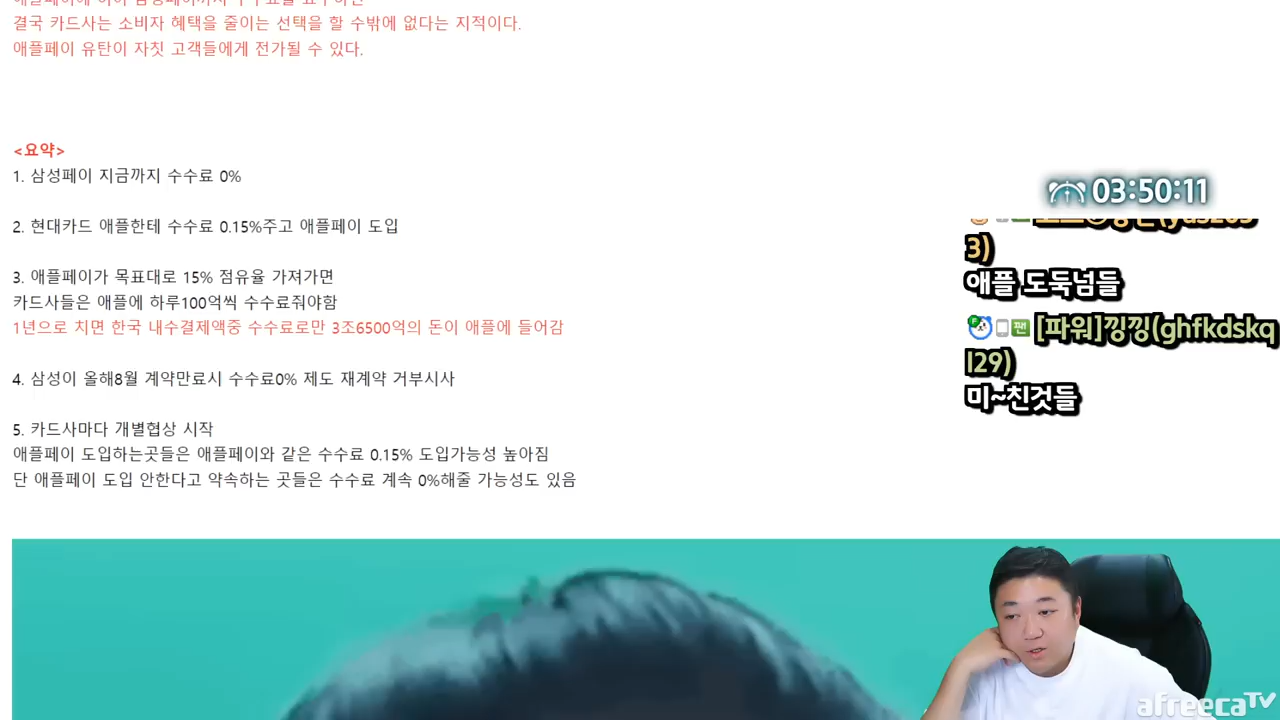 결국 카드사는 소비자 혜택을 줄이는 선택을 할 수밖에 없다는 지적이다.
애플페이 유탄이 자칫 고객들에게 전가될 수 있다.
<요약>
1. 삼성페이 지금까지 수수료 0%
2. 현대카드 애플한테 수수료 0.15%주고 애플페이 도입
3. 애플페이가 목표대로 15% 점유율 가져가면
카드사들은 애플에 하루100억씩 수수료줘야함
1년으로 치면 한국 내수결제액중 수수료로만 3조6500억의 돈이 애플에 들어감
4. 삼성이 올해8월 계약만료시 수수료0% 제도 재계약 거부시사
5. 카드사마다 개별협상 시작
애플페이 도입하는곳들은 애플페이와 같은 수수료 0.15% 도입가능성 높아짐
단 애플페이 도입 안한다고 약속하는 곳들은 수수료 계속 0%해줄 가능성도 있음
03:50:11
3)
애플 도둑넘들
팬 [파워]낑낑(ghfkdskq
l29)
미~친것들
afreecaTV